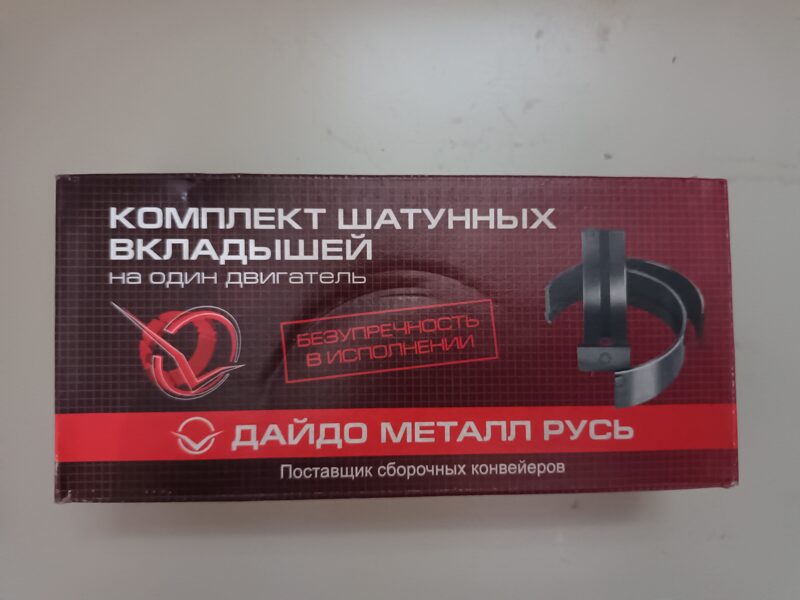 КОМПЛЕКТ ШАТУННЫХ
ВКЛАДЫШЕЙ
на один двигатель
БЕЗУПРЕЧНОСТЬ
В ИСПОЛНЕНИИ
ДАЙДО МЕТАЛЛ РУСЬ
Поставщик сборочных конвейеров